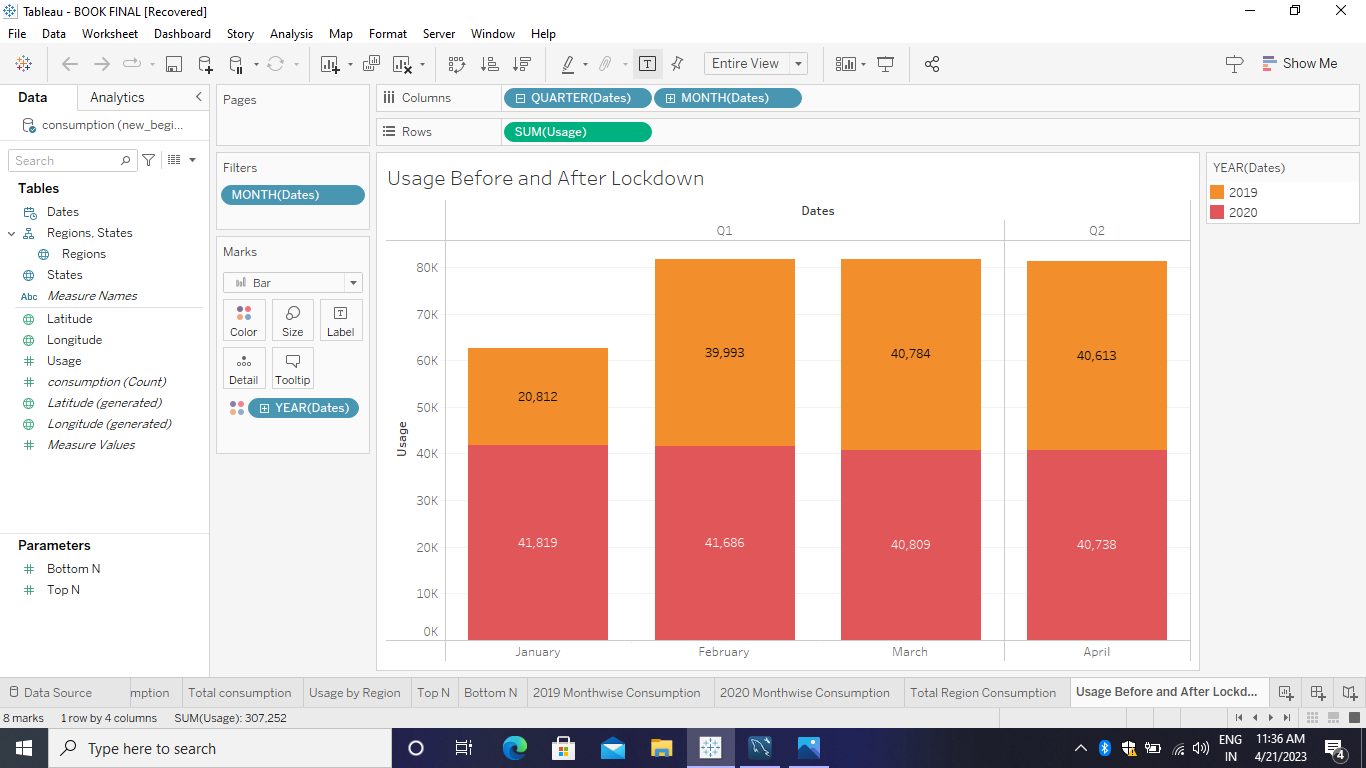 Tableau - BOOK FINAL [Recovered]
File Data Worksheet Dashboard Story Analysis Map Format Server Window Help
Entire View
Show Me
Data Analytics
consumption (new_begi...
Search
Tables
Dates
Regions, States
Regions
States
Abc Measure Names
Latitude
Longitude
Usage
consumption (Count)
Latitude (generated)
Longitude (generated)
Measure Values
Parameters
Bottom N
Top N
Pages
Filters
MONTH(Dates)
Marks
Bar
Color Size Label
Detail Tooltip
YEAR(Dates)
Columns QUARTER(Dates) MONTH(Dates)
Rows SUM(Usage)
Usage Before and After Lockdown
Dates
Q1 Q2
Usage
80K
70K
60K
50K
40K
30K
20K
10K
0K
39,993 40,784 40,613
20,812
41,819 41,686 40,809 40,738
January February March April
YEAR(Dates)
2019
2020
Data Source mption Total consumption Usage by Region Top N Bottom N 2019 Monthwise Consumption 2020 Monthwise Consumption Total Region Consumption Usage Before and After Lockd...
8 marks 1 row by 4 columns SUM(Usage): 307,252
Type here to search
ENG
IN
11:36 AM
4/21/2023
4